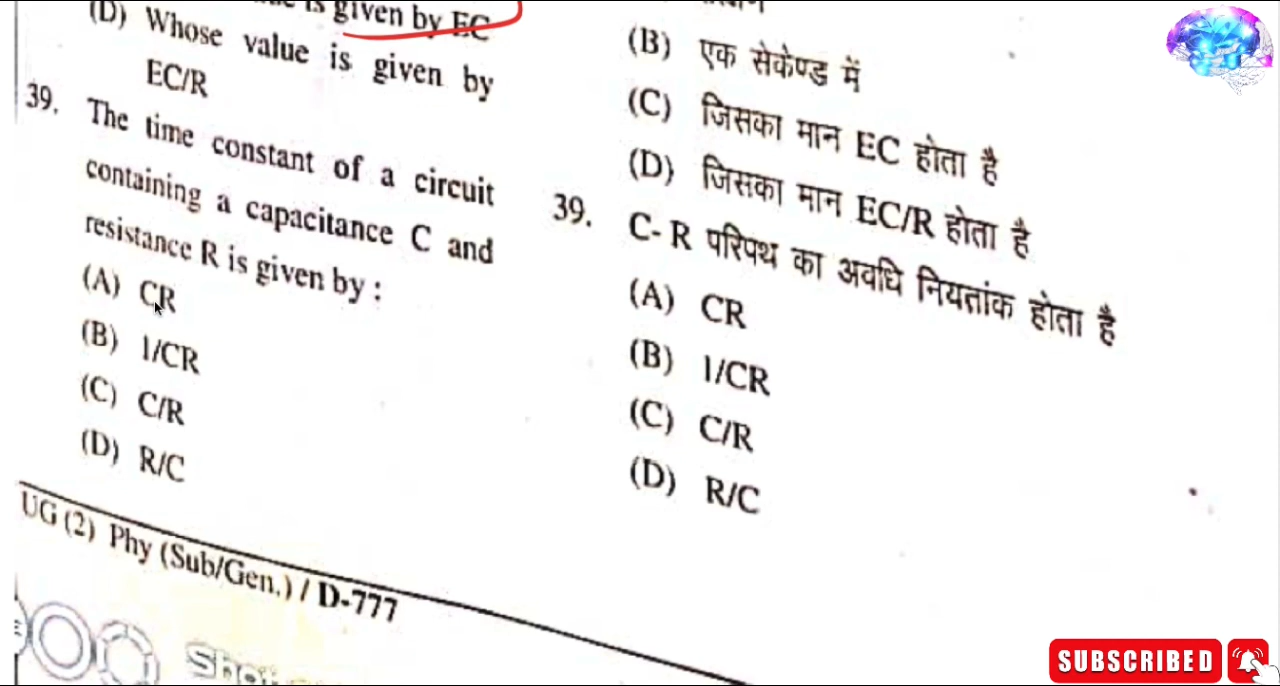 is given by EC
(D) Whose value is given by
EC/R
39. The time constant of a circuit
containing a capacitance C and
resistance R is given by :
(A) CR
(B) 1/CR
(C) C/R
(D) R/C
UG (2) Phy (Sub/Gen.) / D-777
(B) एक सेकेण्ड में
(C) जिसका मान EC होता है
(D) जिसका मान EC/R होता है
39. C-R परिपथ का अवधि नियतांक होता है
(A) CR
(B) 1/CR
(C) C/R
(D) R/C
SUBSCRIBED